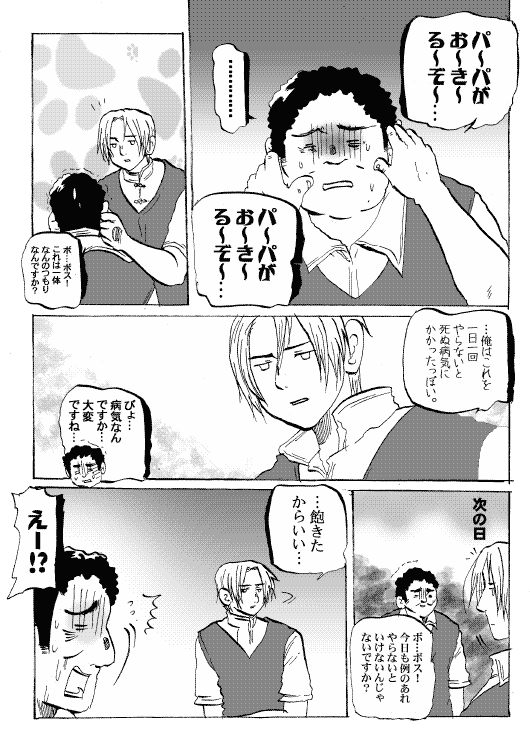 パ～パが
お～き～
る～ぞ～…
…………
パ～パが
お～き～
る～ぞ～…
ボ…ボス！
これは一体
なんのつもり
なんですか？
…俺はこれを
一日一回
やらないと
死ぬ病気に
かかったっぽい。
びょ…
病気なん
ですか…
大変
ですね…
次の日
ボ…ボス！
今日も例のあれ
やらないと
いけないんじゃ
ないですか？
…飽きた
からいい…
えー!?